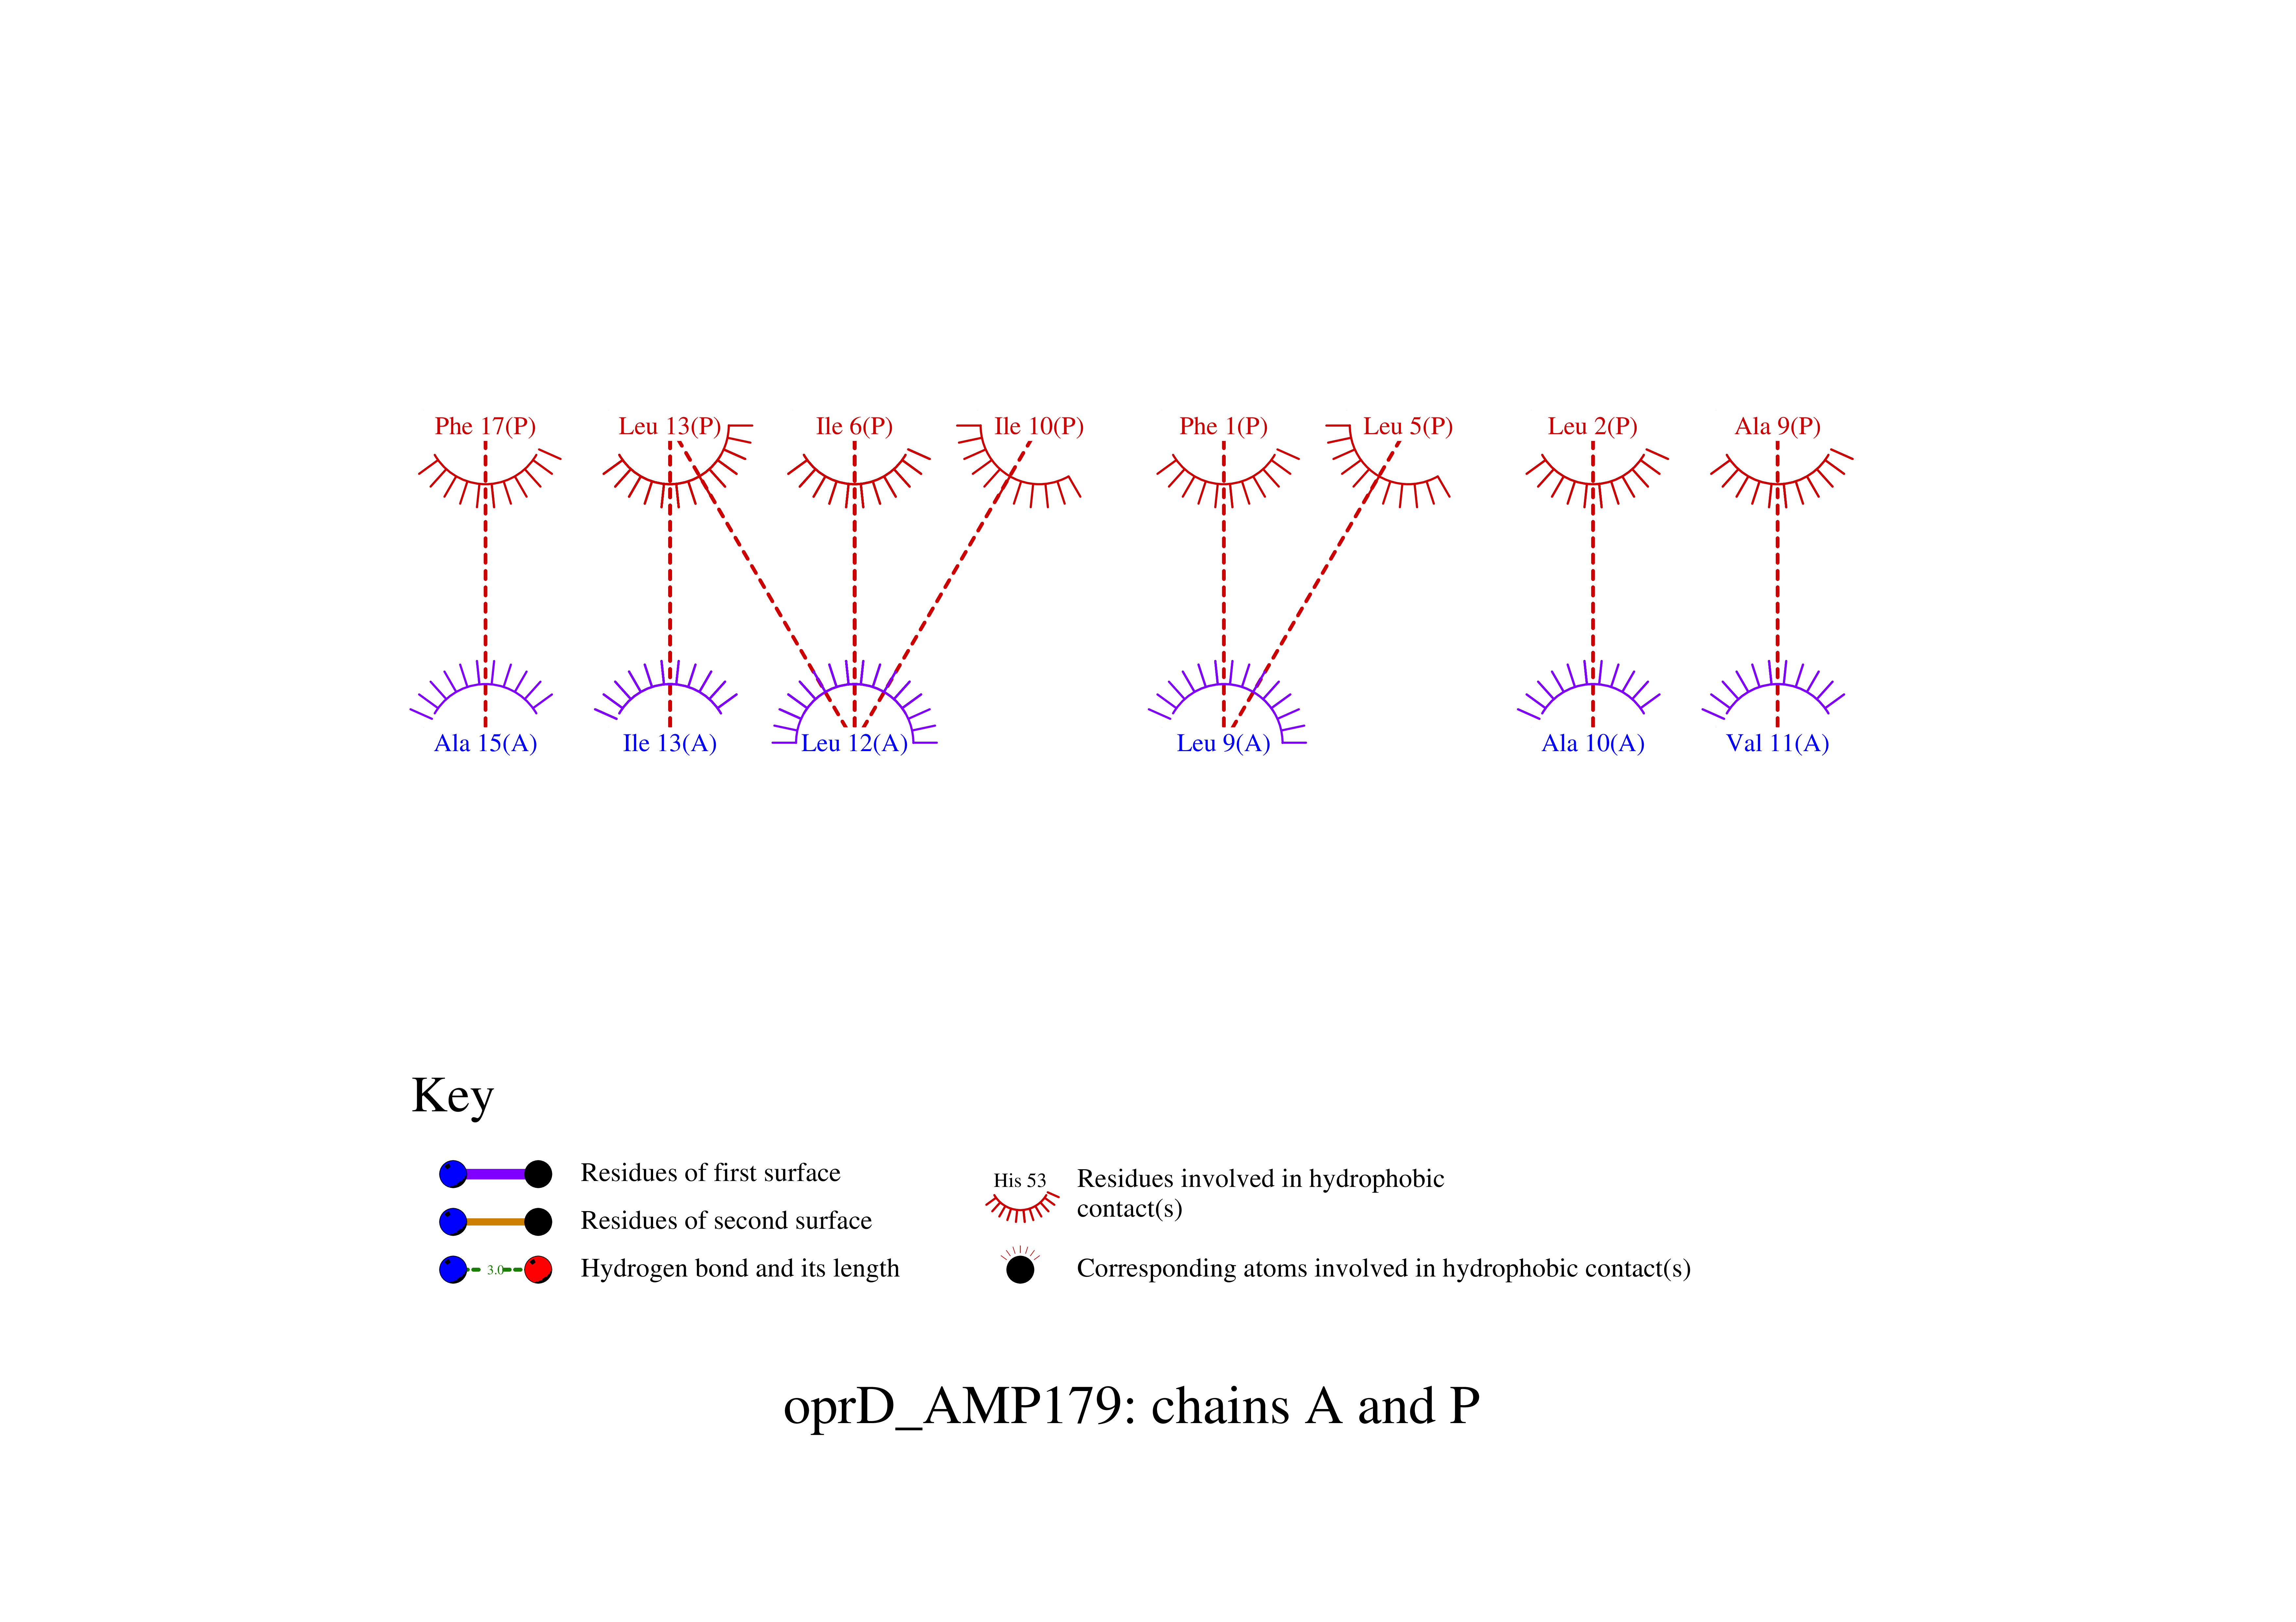 Phe 17(P) Leu 13(P) Ile 6(P) Ile 10(P) Phe 1(P) Leu 5(P) Leu 2(P) Ala 9(P)
Ala 15(A) Ile 13(A) Leu 12(A) Leu 9(A) Ala 10(A) Val 11(A)
Key
Residues of first surface
Residues of second surface
3.0 Hydrogen bond and its length
His 53 Residues involved in hydrophobic
contact(s)
Corresponding atoms involved in hydrophobic contact(s)
oprD_AMP179: chains A and P